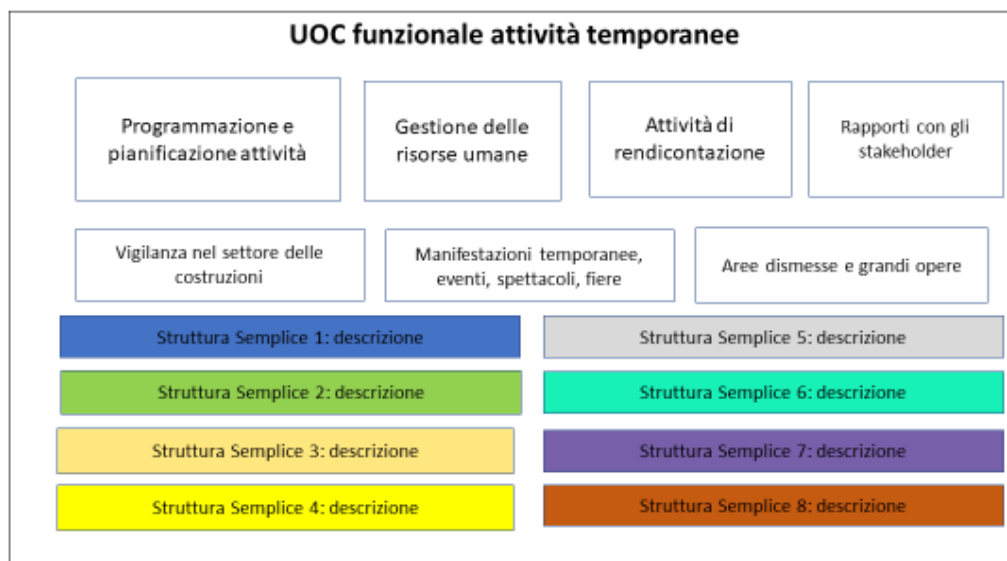 UOC funzionale attività temporanee
Programmazione e
pianificazione attività
Gestione delle
risorse umane
Attività di
rendicontazione
Rapporti con gli
stakeholder
Vigilanza nel settore delle
costruzioni
Manifestazioni temporanee,
eventi, spettacoli, fiere
Aree dismesse e grandi opere
Struttura Semplice 1: descrizione
Struttura Semplice 5: descrizione
Struttura Semplice 2: descrizione
Struttura Semplice 6: descrizione
Struttura Semplice 3: descrizione
Struttura Semplice 7: descrizione
Struttura Semplice 4: descrizione
Struttura Semplice 8: descrizione